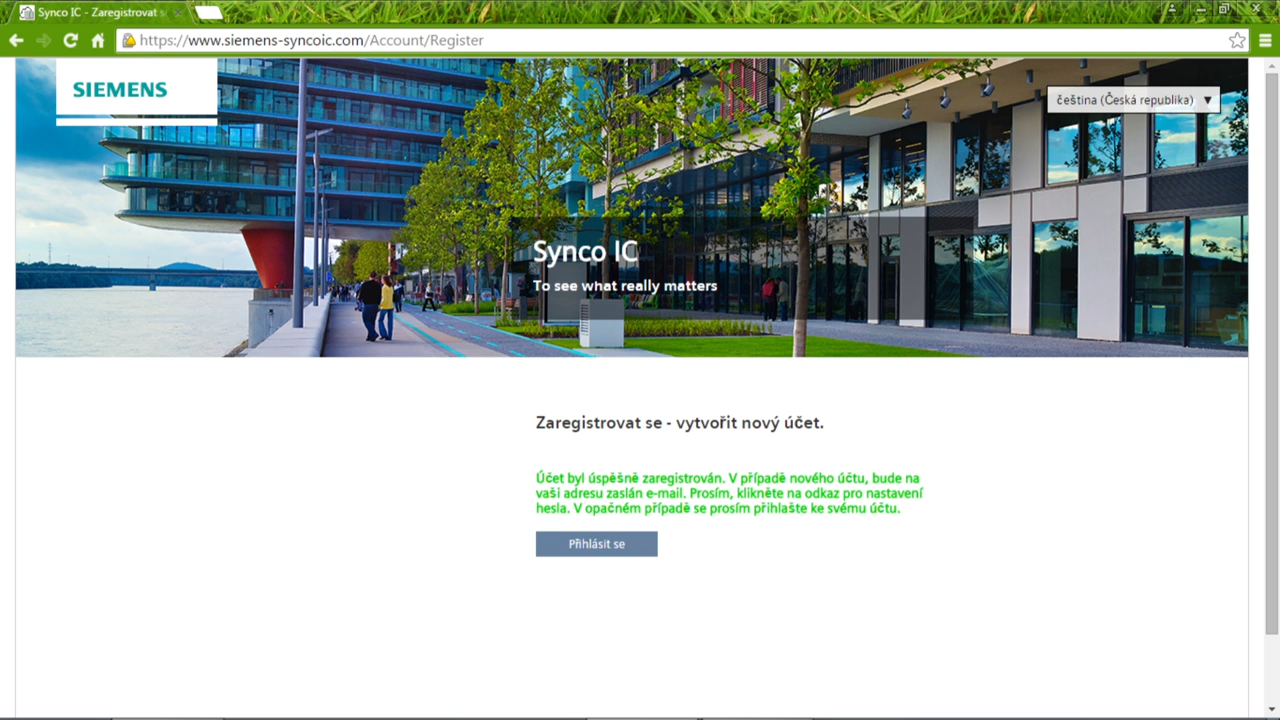 Synco IC - Zaregistrovat s
https://www.siemens-syncoic.com/Account/Register
SIEMENS
čeština (Česká republika)
Synco IC
To see what really matters
Zaregistrovat se - vytvořit nový účet.
Účet byl úspěšně zaregistrován. V případě nového účtu, bude na
vaši adresu zaslán e-mail. Prosím, klikněte na odkaz pro nastavení
hesla. V opačném případě se prosím přihlašte ke svému účtu.
Přihlásit se